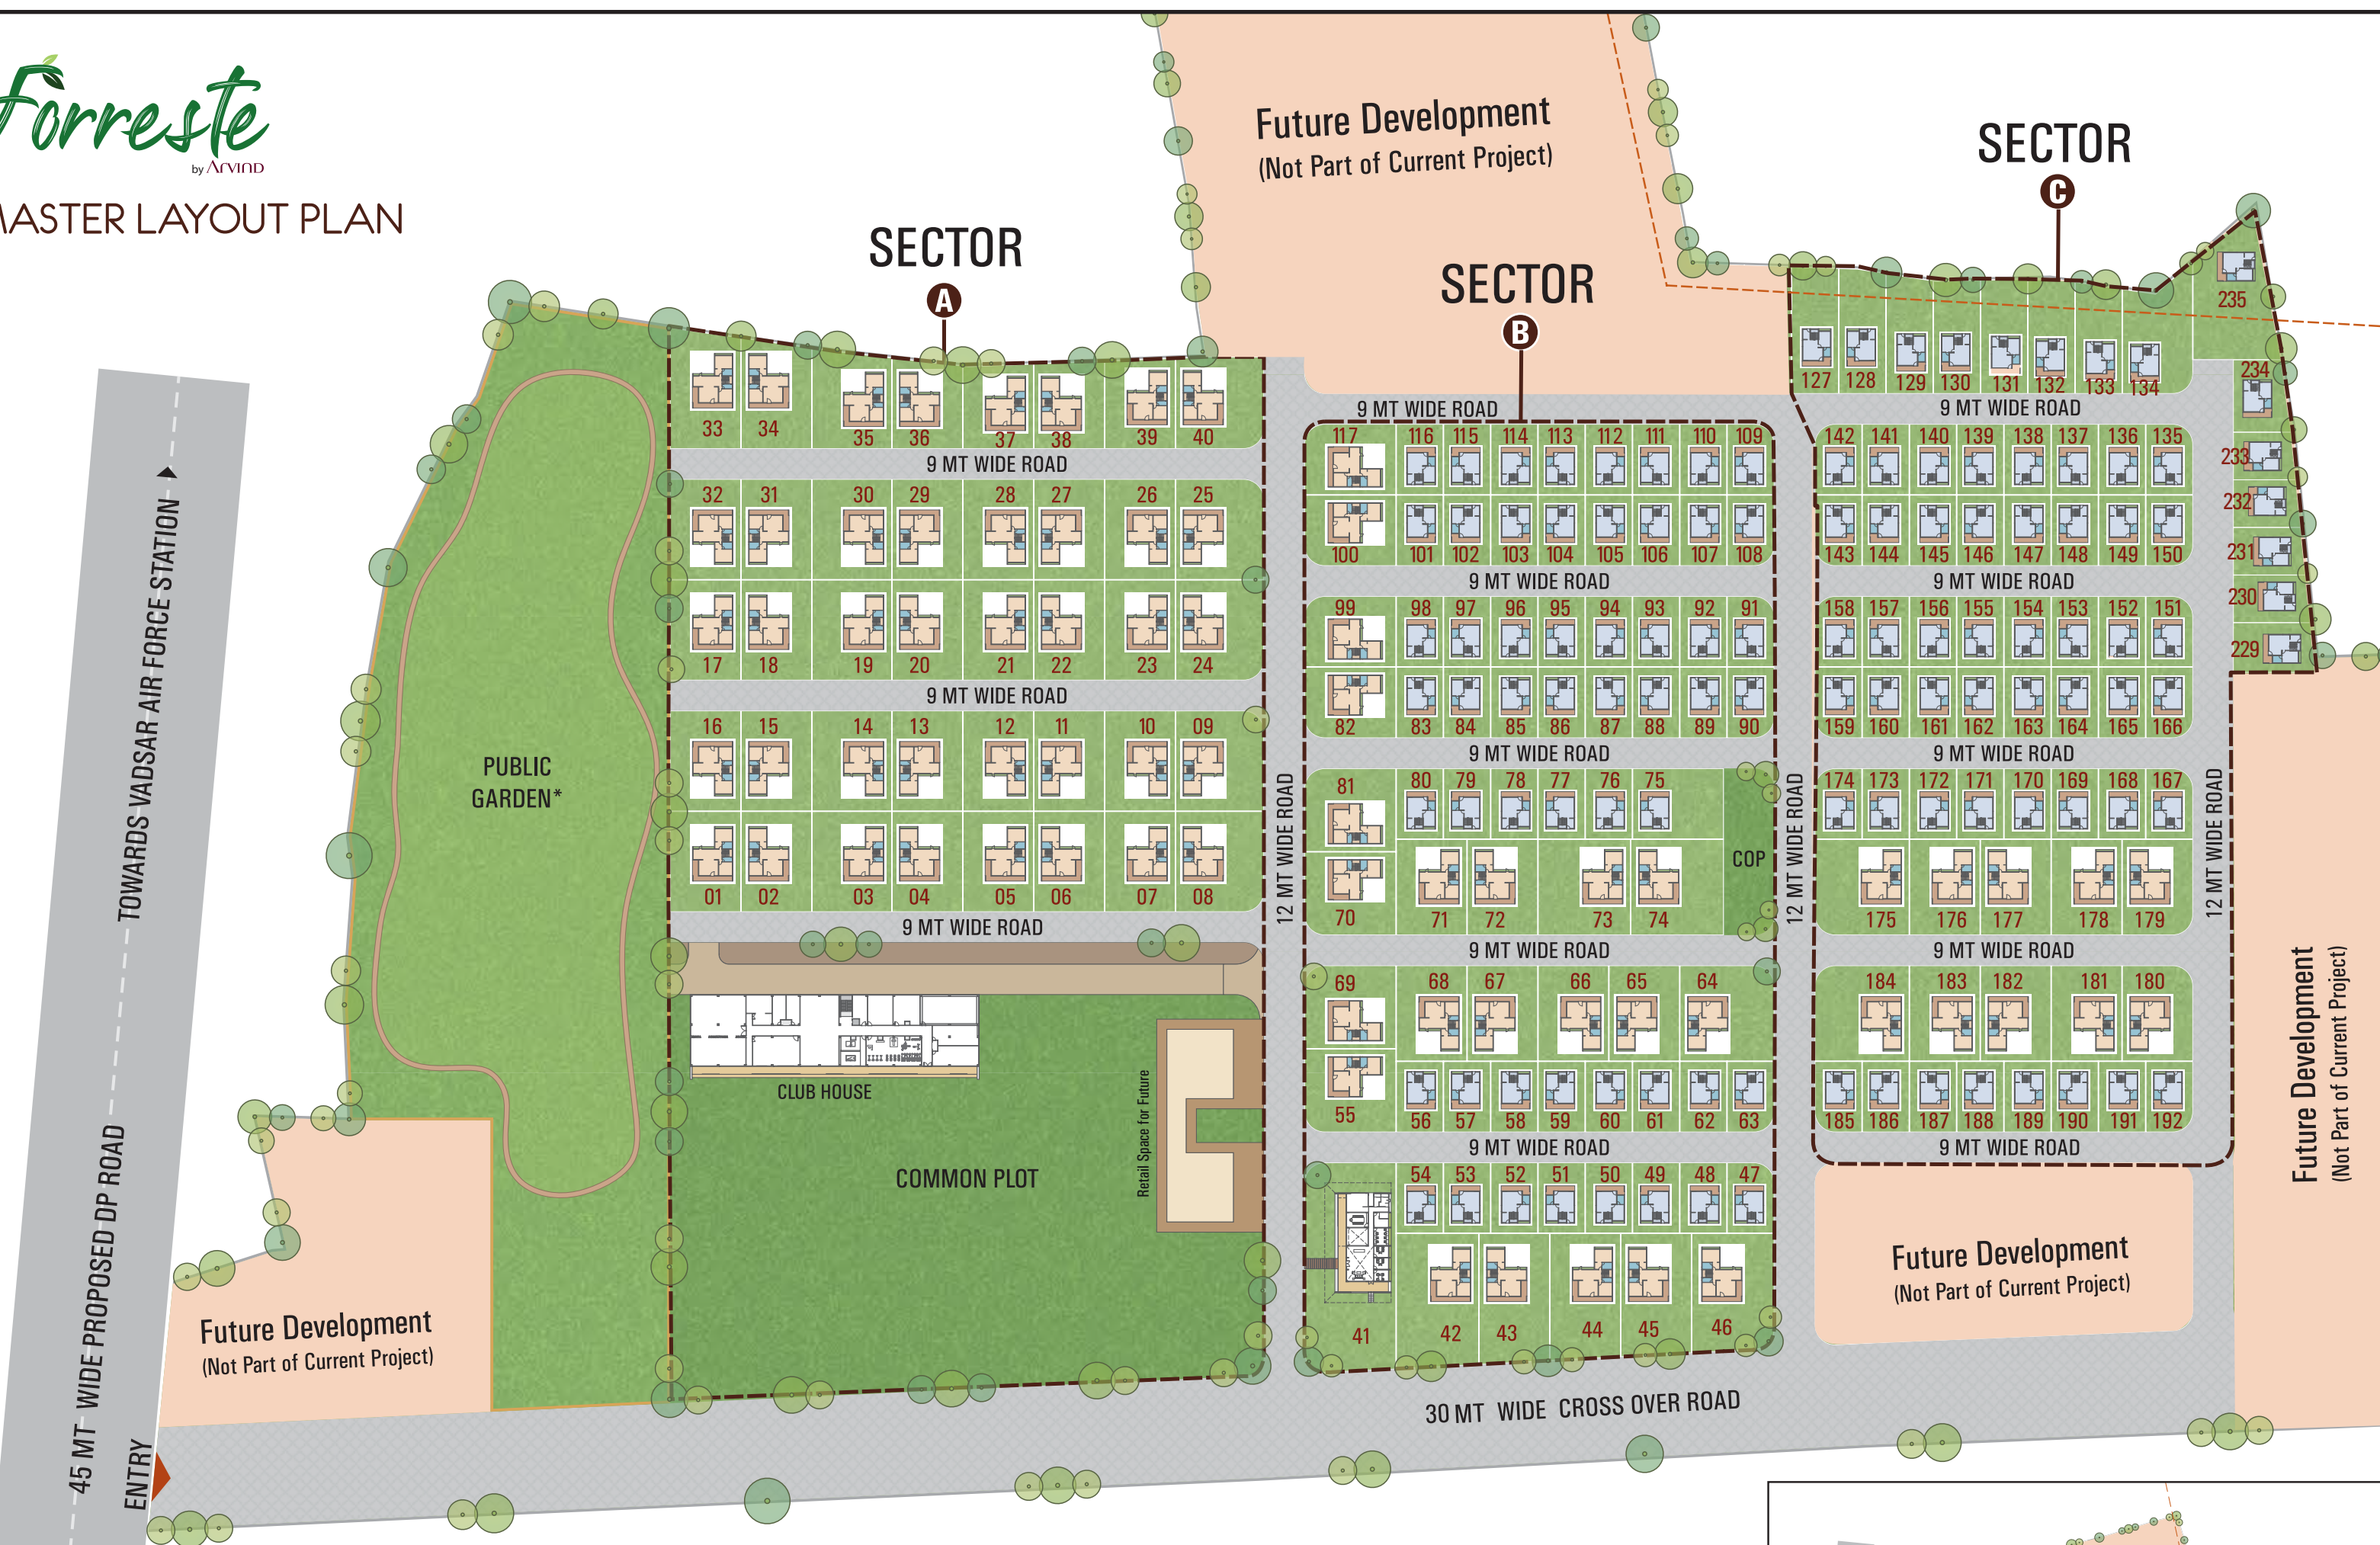 Forreste
by ARVIND
MASTER LAYOUT PLAN
Future Development
(Not Part of Current Project)
SECTOR
C
SECTOR
A
SECTOR
B
235
127 128 129 130 131 132 133 134
234
33 34 35 36 37 38 39 40
9 MT WIDE ROAD
9 MT WIDE ROAD
9 MT WIDE ROAD
117 116 115 114 113 112 111 110 109
142 141 140 139 138 137 136 135
233
32 31 30 29 28 27 26 25
232
100 101 102 103 104 105 106 107 108
143 144 145 146 147 148 149 150
231
9 MT WIDE ROAD
9 MT WIDE ROAD
230
99 98 97 96 95 94 93 92 91
158 157 156 155 154 153 152 151
229
17 18 19 20 21 22 23 24
9 MT WIDE ROAD
82 83 84 85 86 87 88 89 90
159 160 161 162 163 164 165 166
16 15 14 13 12 11 10 09
9 MT WIDE ROAD
9 MT WIDE ROAD
PUBLIC
GARDEN*
81 80 79 78 77 76 75
174 173 172 171 170 169 168 167
COP
01 02 03 04 05 06 07 08
70 71 72 73 74
175 176 177 178 179
9 MT WIDE ROAD
9 MT WIDE ROAD
9 MT WIDE ROAD
12 MT WIDE ROAD
12 MT WIDE ROAD
12 MT WIDE ROAD
69 68 67 66 65 64
184 183 182 181 180
CLUB HOUSE
55 56 57 58 59 60 61 62 63
185 186 187 188 189 190 191 192
9 MT WIDE ROAD
9 MT WIDE ROAD
COMMON PLOT
Retail Space for Future
54 53 52 51 50 49 48 47
41 42 43 44 45 46
Future Development
(Not Part of Current Project)
Future Development
(Not Part of Current Project)
Future Development
(Not Part of Current Project)
30 MT WIDE CROSS OVER ROAD
45 MT WIDE PROPOSED DP ROAD
TOWARDS VADSAR AIR FORCE STATION
ENTRY